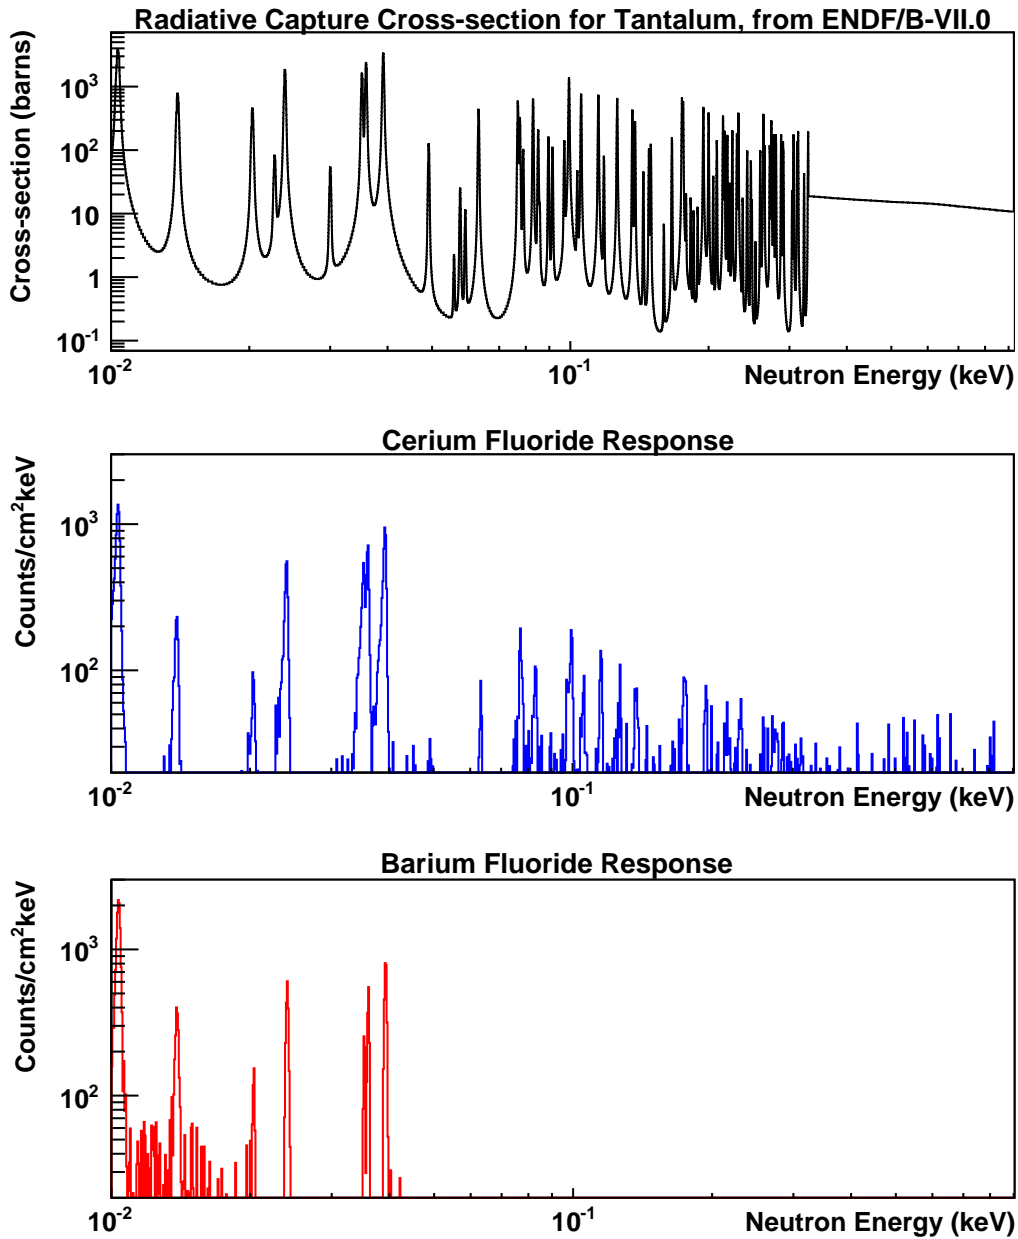 Radiative Capture Cross-section for Tantalum, from ENDF/B-VII.0
Cross-section (barns)
10³
10²
10
1
10⁻¹
10⁻²
10⁻¹
Neutron Energy (keV)
Cerium Fluoride Response
Counts/cm²keV
10³
10²
10⁻²
10⁻¹
Neutron Energy (keV)
Barium Fluoride Response
Counts/cm²keV
10³
10²
10⁻²
10⁻¹
Neutron Energy (keV)